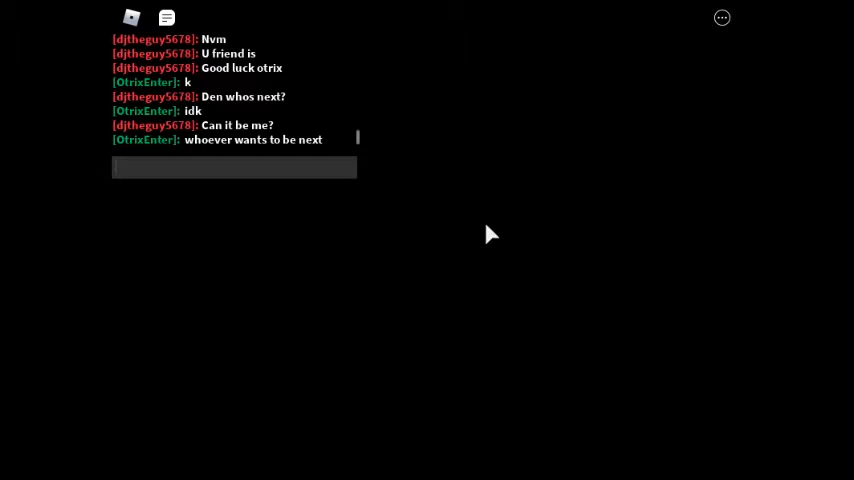 [djtheguy5678]: Nvm
[djtheguy5678]: U friend is
[djtheguy5678]: Good luck otrix
[OtrixEnter]: k
[djtheguy5678]: Den whos next?
[OtrixEnter]: idk
[djtheguy5678]: Can it be me?
[OtrixEnter]: whoever wants to be next